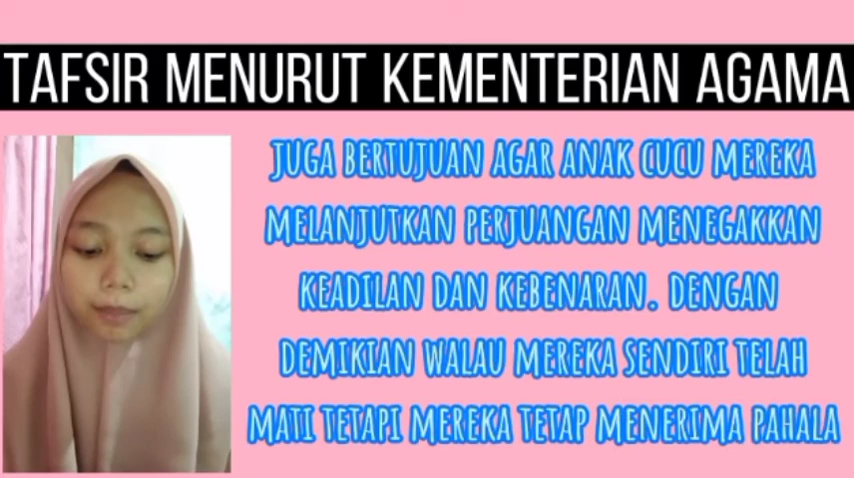 TAFSIR MENURUT KEMENTERIAN AGAMA
JUGA BERTUJUAN AGAR ANAK CUCU MEREKA
MELANJUTKAN PERJUANGAN MENEGAKKAN
KEADILAN DAN KEBENARAN. DENGAN
DEMIKIAN WALAU MEREKA SENDIRI TELAH
MATI TETAPI MEREKA TETAP MENERIMA PAHALA